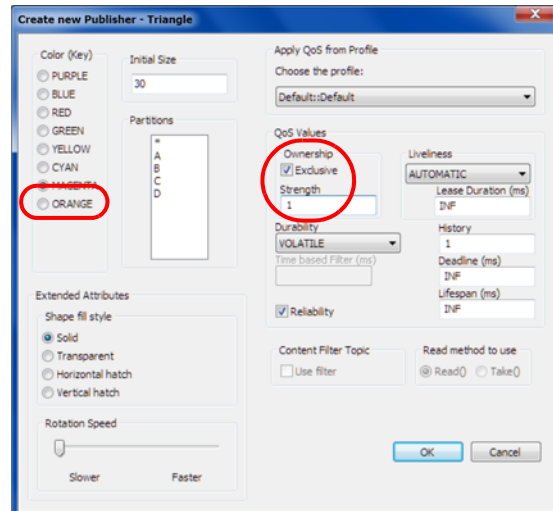 Create new Publisher - Triangle
Color (Key)
PURPLE
BLUE
RED
GREEN
YELLOW
CYAN
MAGENTA
ORANGE
Initial Size
30
Partitions
*
A
B
C
D
Apply QoS from Profile
Choose the profile:
Default::Default
QoS Values
Ownership
Exclusive
Strength
1
Liveliness
AUTOMATIC
Lease Duration (ms)
INF
Durability
VOLATILE
Time based Filter (ms)
History
1
Deadline (ms)
INF
Lifespan (ms)
INF
Reliability
Extended Attributes
Shape fill style
Solid
Transparent
Horizontal hatch
Vertical hatch
Rotation Speed
Slower Faster
Content Filter Topic
Use filter
Read method to use
Read() Take()
OK Cancel